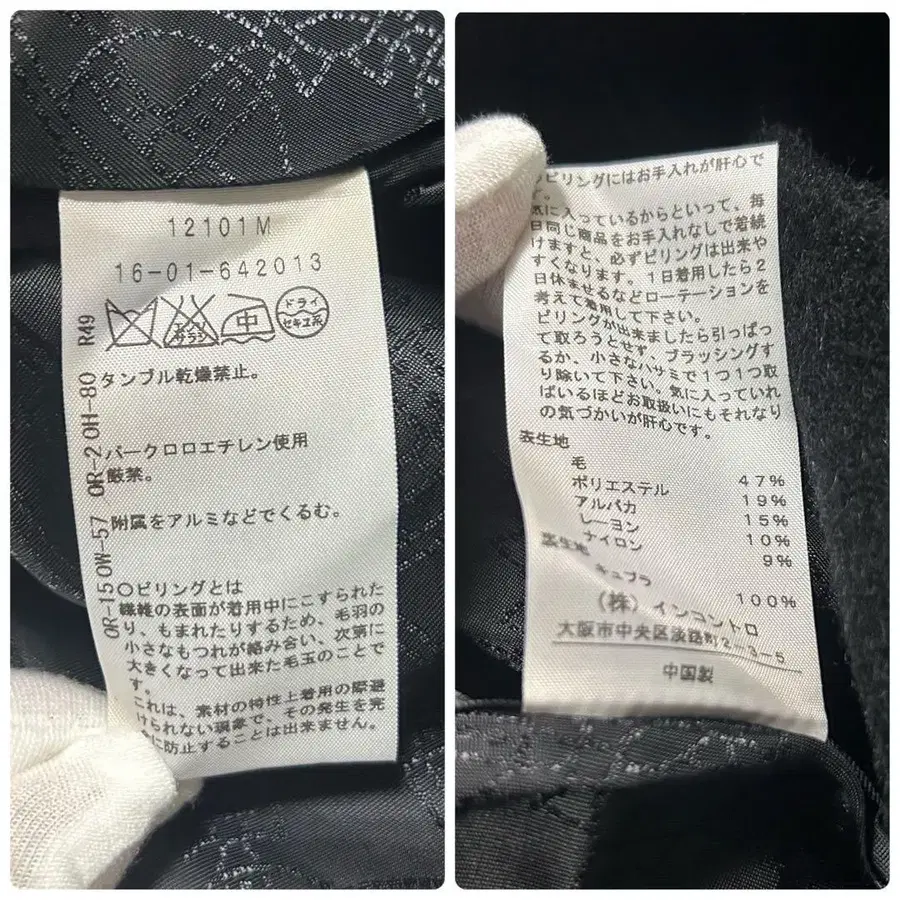 12101M
16-01-642013
エンソ
サラシ
中
ドライ
セキユ系
タンブル乾燥禁止。
パークロロエチレン使用
厳禁。
附属をアルミなどでくるむ。
〇ピリングとは
繊維の表面が着用中にこすられた
り、もまれたりするため、毛羽の
小さなもつれが絡み合い、次第に
大きくなって出来た毛玉のことで
す。
これは、素材の特性上着用の際避
けられない現象で、その発生を完
に防止することは出来ません。
OR-150W-57 OR-20H-80 R49
ピリングにはお手入れが肝心で
す。
気に入っているからといって、毎
日同じ商品をお手入れなしで着続
けますと、必ずピリングは出来や
すくなります。1日着用したら2
日休ませるなどローテーションを
考えて着用して下さい。
ピリングが出来ましたら引っぱっ
て取ろうとせず、ブラッシングす
るか、小さなハサミで1つ1つ取
り除いて下さい。気に入っていれ
ばいるほどお取扱いにもそれなり
の気づかいが肝心です。
表生地
毛 47%
ポリエステル 19%
アルパカ 15%
レーヨン 10%
ナイロン 9%
裏生地
キュプラ 100%
(株)インコントロ
大阪市中央区淡路町2-3-5
中国製